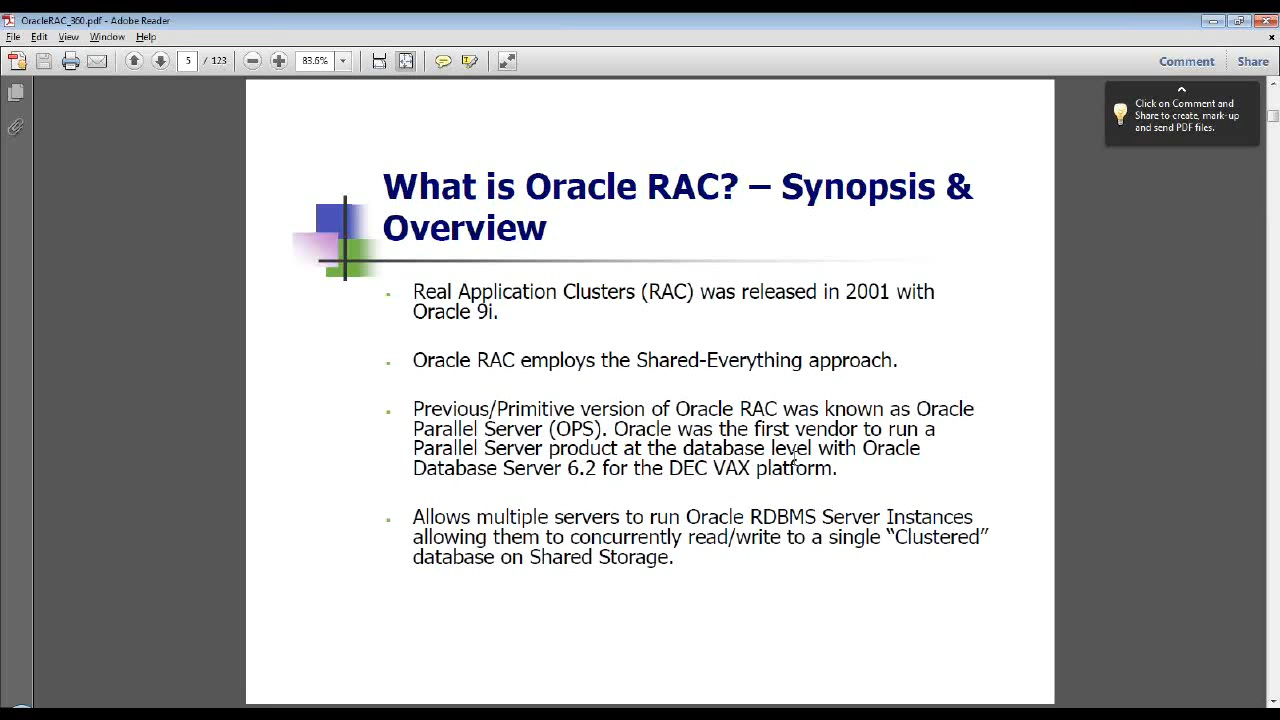 OracleRAC_360.pdf - Adobe Reader
File Edit View Window Help
5 / 123 83.6% Comment Share
Click on Comment and
Share to create, mark-up
and send PDF files.
What is Oracle RAC? – Synopsis &
Overview
Real Application Clusters (RAC) was released in 2001 with
Oracle 9i.
Oracle RAC employs the Shared-Everything approach.
Previous/Primitive version of Oracle RAC was known as Oracle
Parallel Server (OPS). Oracle was the first vendor to run a
Parallel Server product at the database level with Oracle
Database Server 6.2 for the DEC VAX platform.
Allows multiple servers to run Oracle RDBMS Server Instances
allowing them to concurrently read/write to a single “Clustered”
database on Shared Storage.